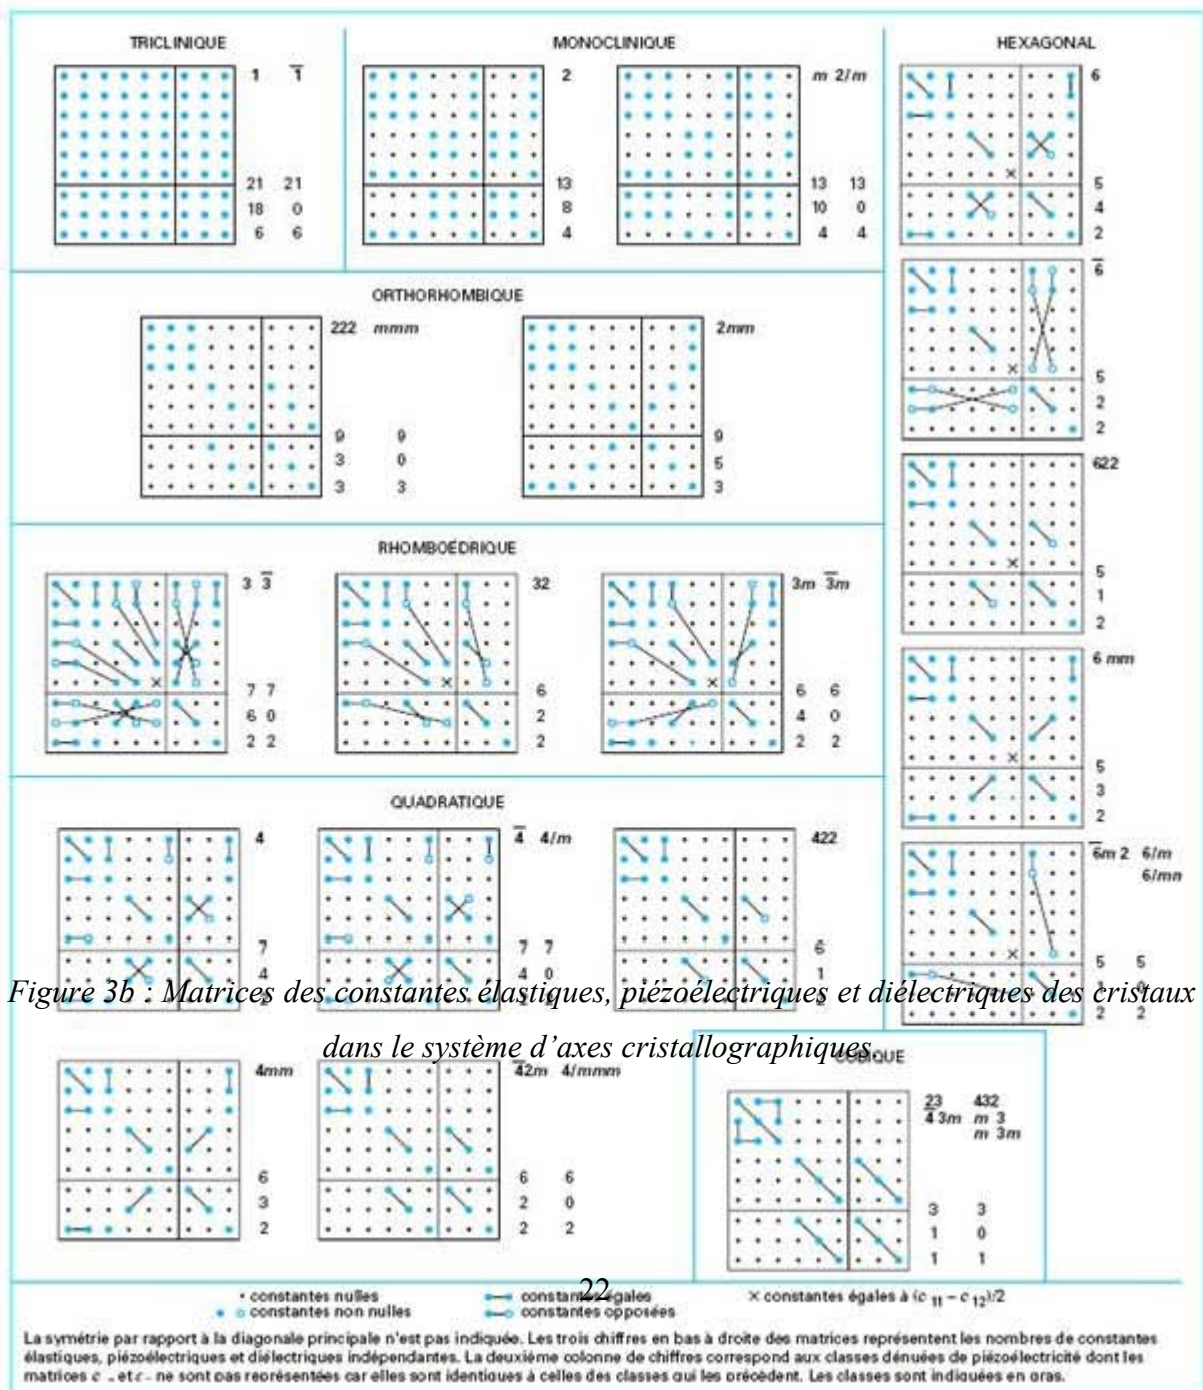 TRICLINIQUE
1 1̅
21 21
18 0
6 6
MONOCLINIQUE
2
13
8
4
m 2/m
13 13
10 0
4 4
HEXAGONAL
6
5
4
2
6̅
5
2
2
622
5
1
2
6 mm
5
3
2
6̅m 2 6/m
6/mn
5 5
1 0
2 2
ORTHORHOMBIQUE
222 mmm
9 9
3 0
3 3
2mm
9
5
3
RHOMBOÉDRIQUE
3 3̅
7 7
6 0
2 2
32
6
2
2
3m 3̅m
6 6
4 0
2 2
QUADRATIQUE
4
7
4
4̅ 4/m
7 7
4 0
422
6
1
Figure 3b : Matrices des constantes élastiques, piézoélectriques et diélectriques des cristaux
dans le système d’axes cristallographiques.
4mm
6
3
2
4̅2m 4/mmm
6 6
2 0
2 2
CUBIQUE
23 432
4̅ 3m m 3
m 3m
3 3
1 0
1 1
22
· constantes nulles
constantes non nulles
constantes égales
constantes opposées
× constantes égales à (c 11 – c 12)/2
La symétrie par rapport à la diagonale principale n'est pas indiquée. Les trois chiffres en bas à droite des matrices représentent les nombres de constantes
élastiques, piézoélectriques et diélectriques indépendantes. La deuxième colonne de chiffres correspond aux classes dénuées de piézoélectricité dont les
matrices c et ne sont pas représentées car elles sont identiques à celles des classes qui les précèdent. Les classes sont indiquées en gras.